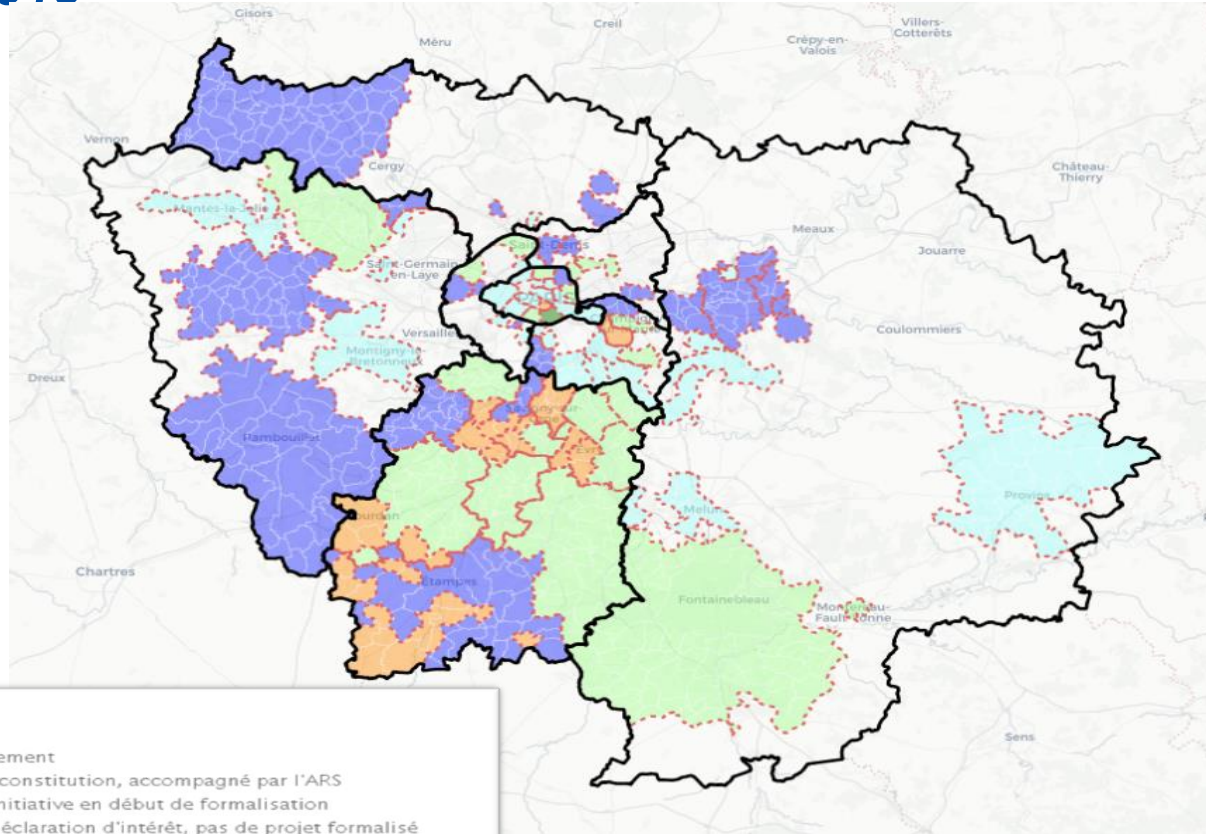 Gisors
Méru
Creil
Villers-
Cotterêts
Crépy-en-
Valois
Vernon
Cergy
Château-
Thierry
Mantes-la-Jolie
Meaux
Jouarre
Saint-Denis
Saint-Germain
en-Laye
Paris
Coulommiers
Versailles
Montigny-le-
Bretonneux
Dreux
Rambouillet
Évry
Provins
Melun
Dourdan
Chartres
Étampes
Fontainebleau
Montereau-
Fault-Yonne
Sens
ement
constitution, accompagné par l'ARS
nitiative en début de formalisation
éclaration d'intérêt, pas de projet formalisé